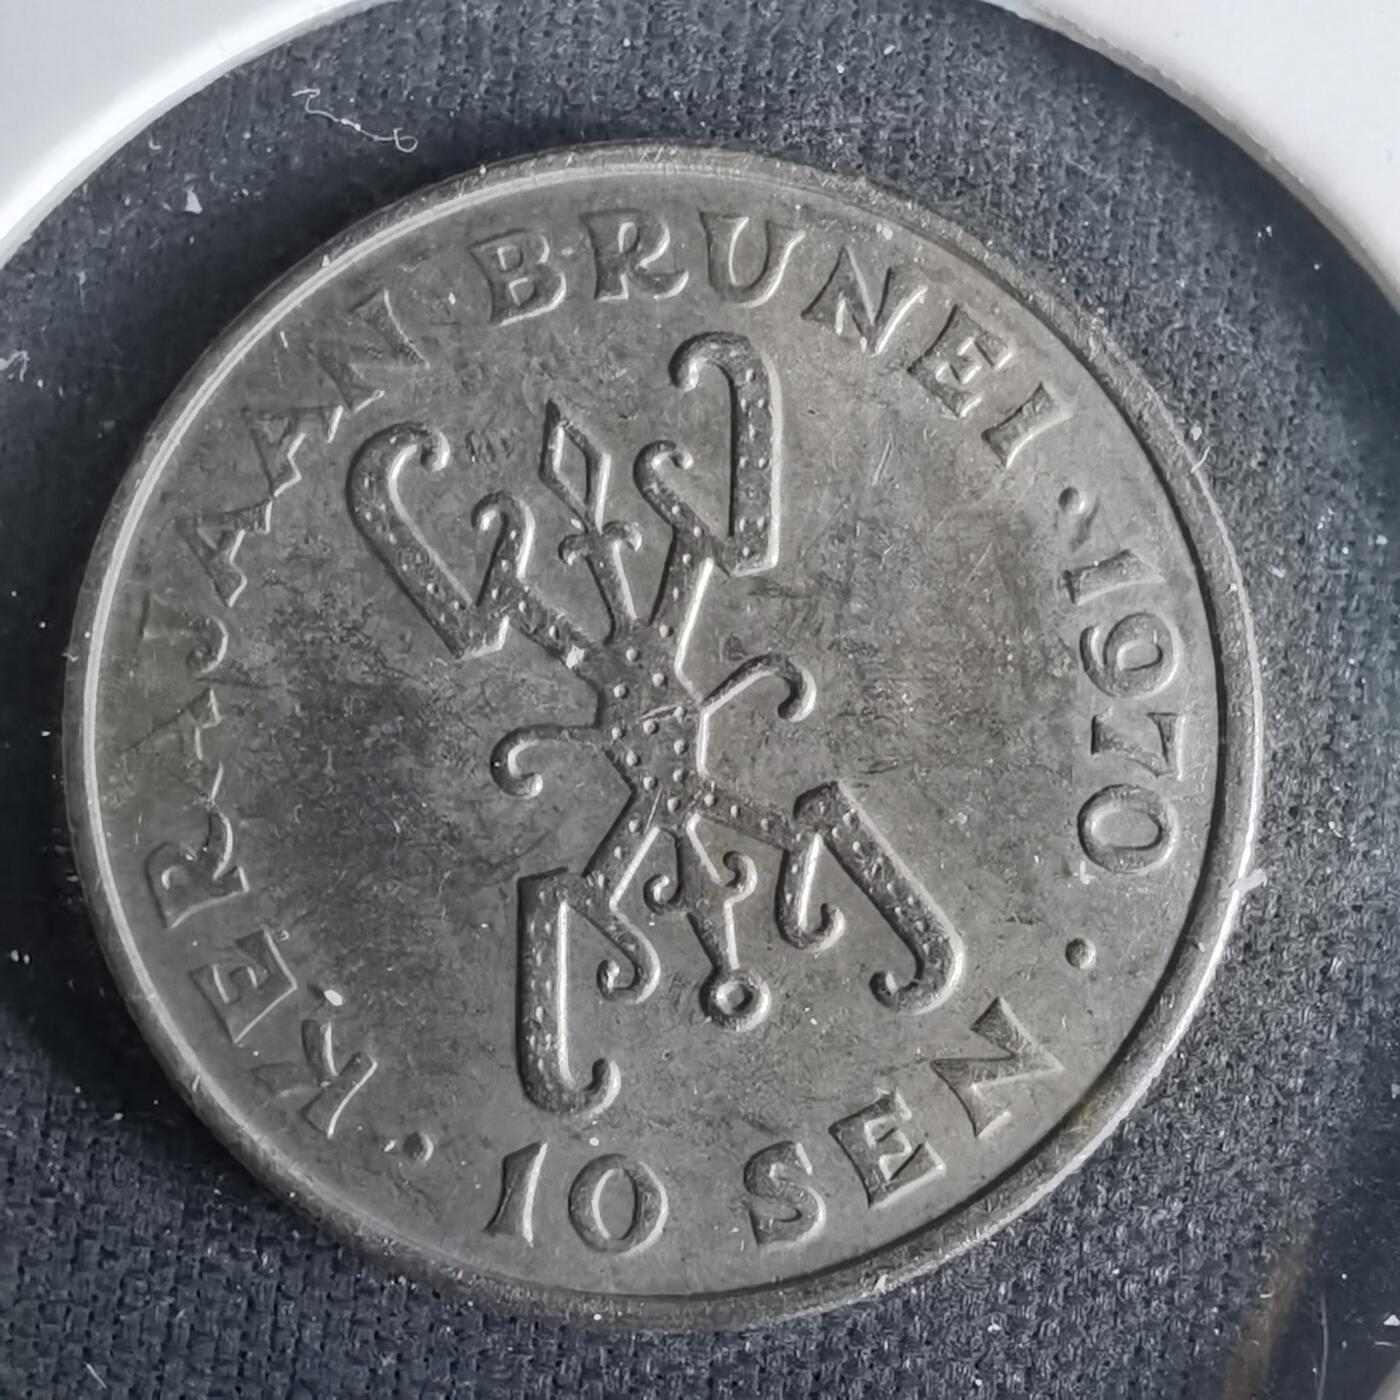 KERAJAAN BRUNEI · 1970 ·
10 SEN ·